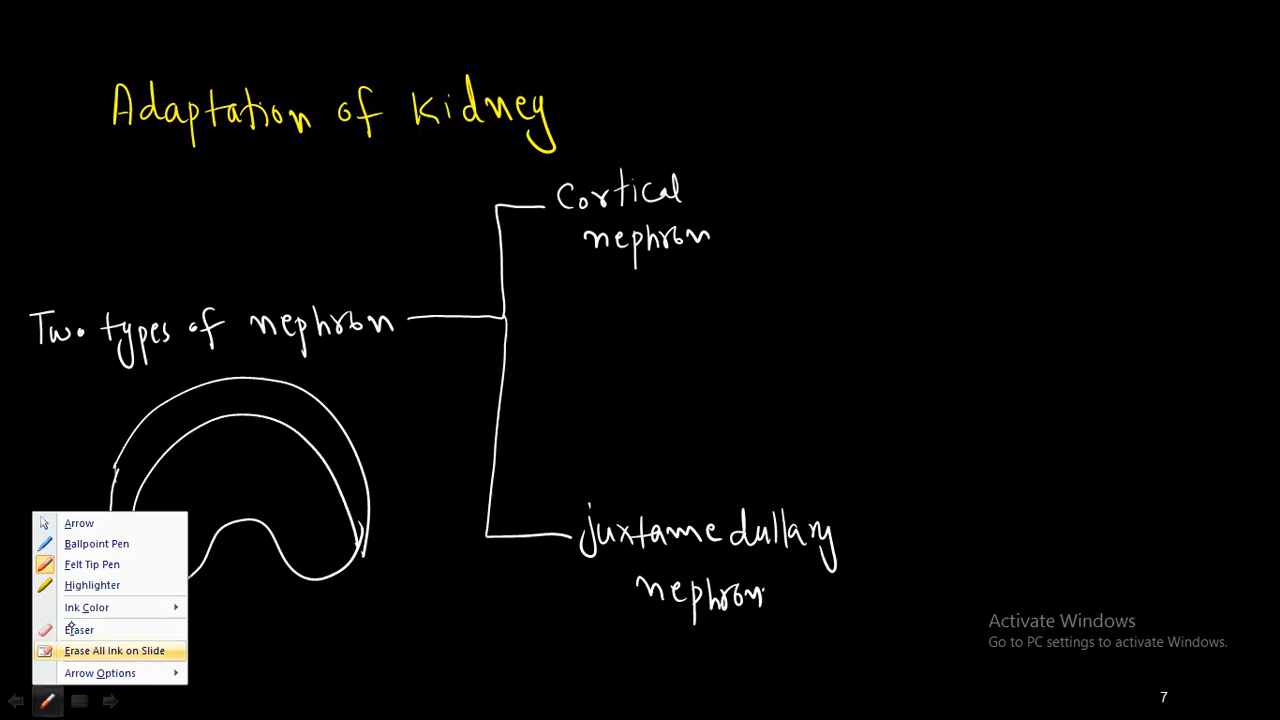 Adaptation of kidney
Cortical
nephron
Two types of nephron
juxtamedullary
nephron
Arrow
Ballpoint Pen
Felt Tip Pen
Highlighter
Ink Color
Eraser
Erase All Ink on Slide
Arrow Options
Activate Windows
Go to PC settings to activate Windows.
7